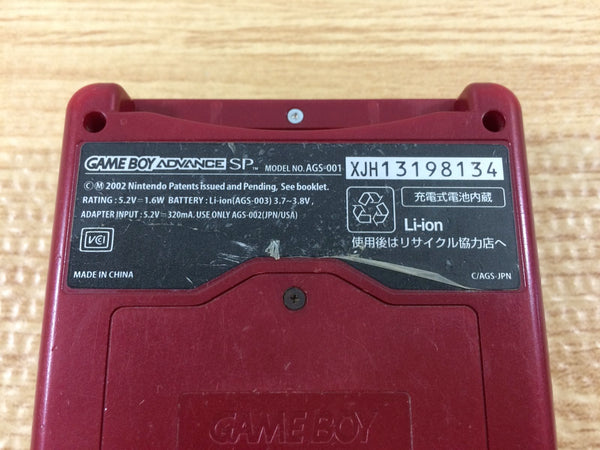 GAME BOY ADVANCE SP™ MODEL NO. AGS-001 XJH13198134
©Ⓜ 2002 Nintendo Patents issued and Pending, See booklet.
RATING : 5.2V⎓1.6W BATTERY : Li-ion(AGS-003) 3.7~3.8V,
ADAPTER INPUT : 5.2V⎓320mA. USE ONLY AGS-002(JPN/USA)
充電式電池内蔵
Li-ion
使用後はリサイクル協力店へ
VCI
MADE IN CHINA
C/AGS-JPN
GAME BOY